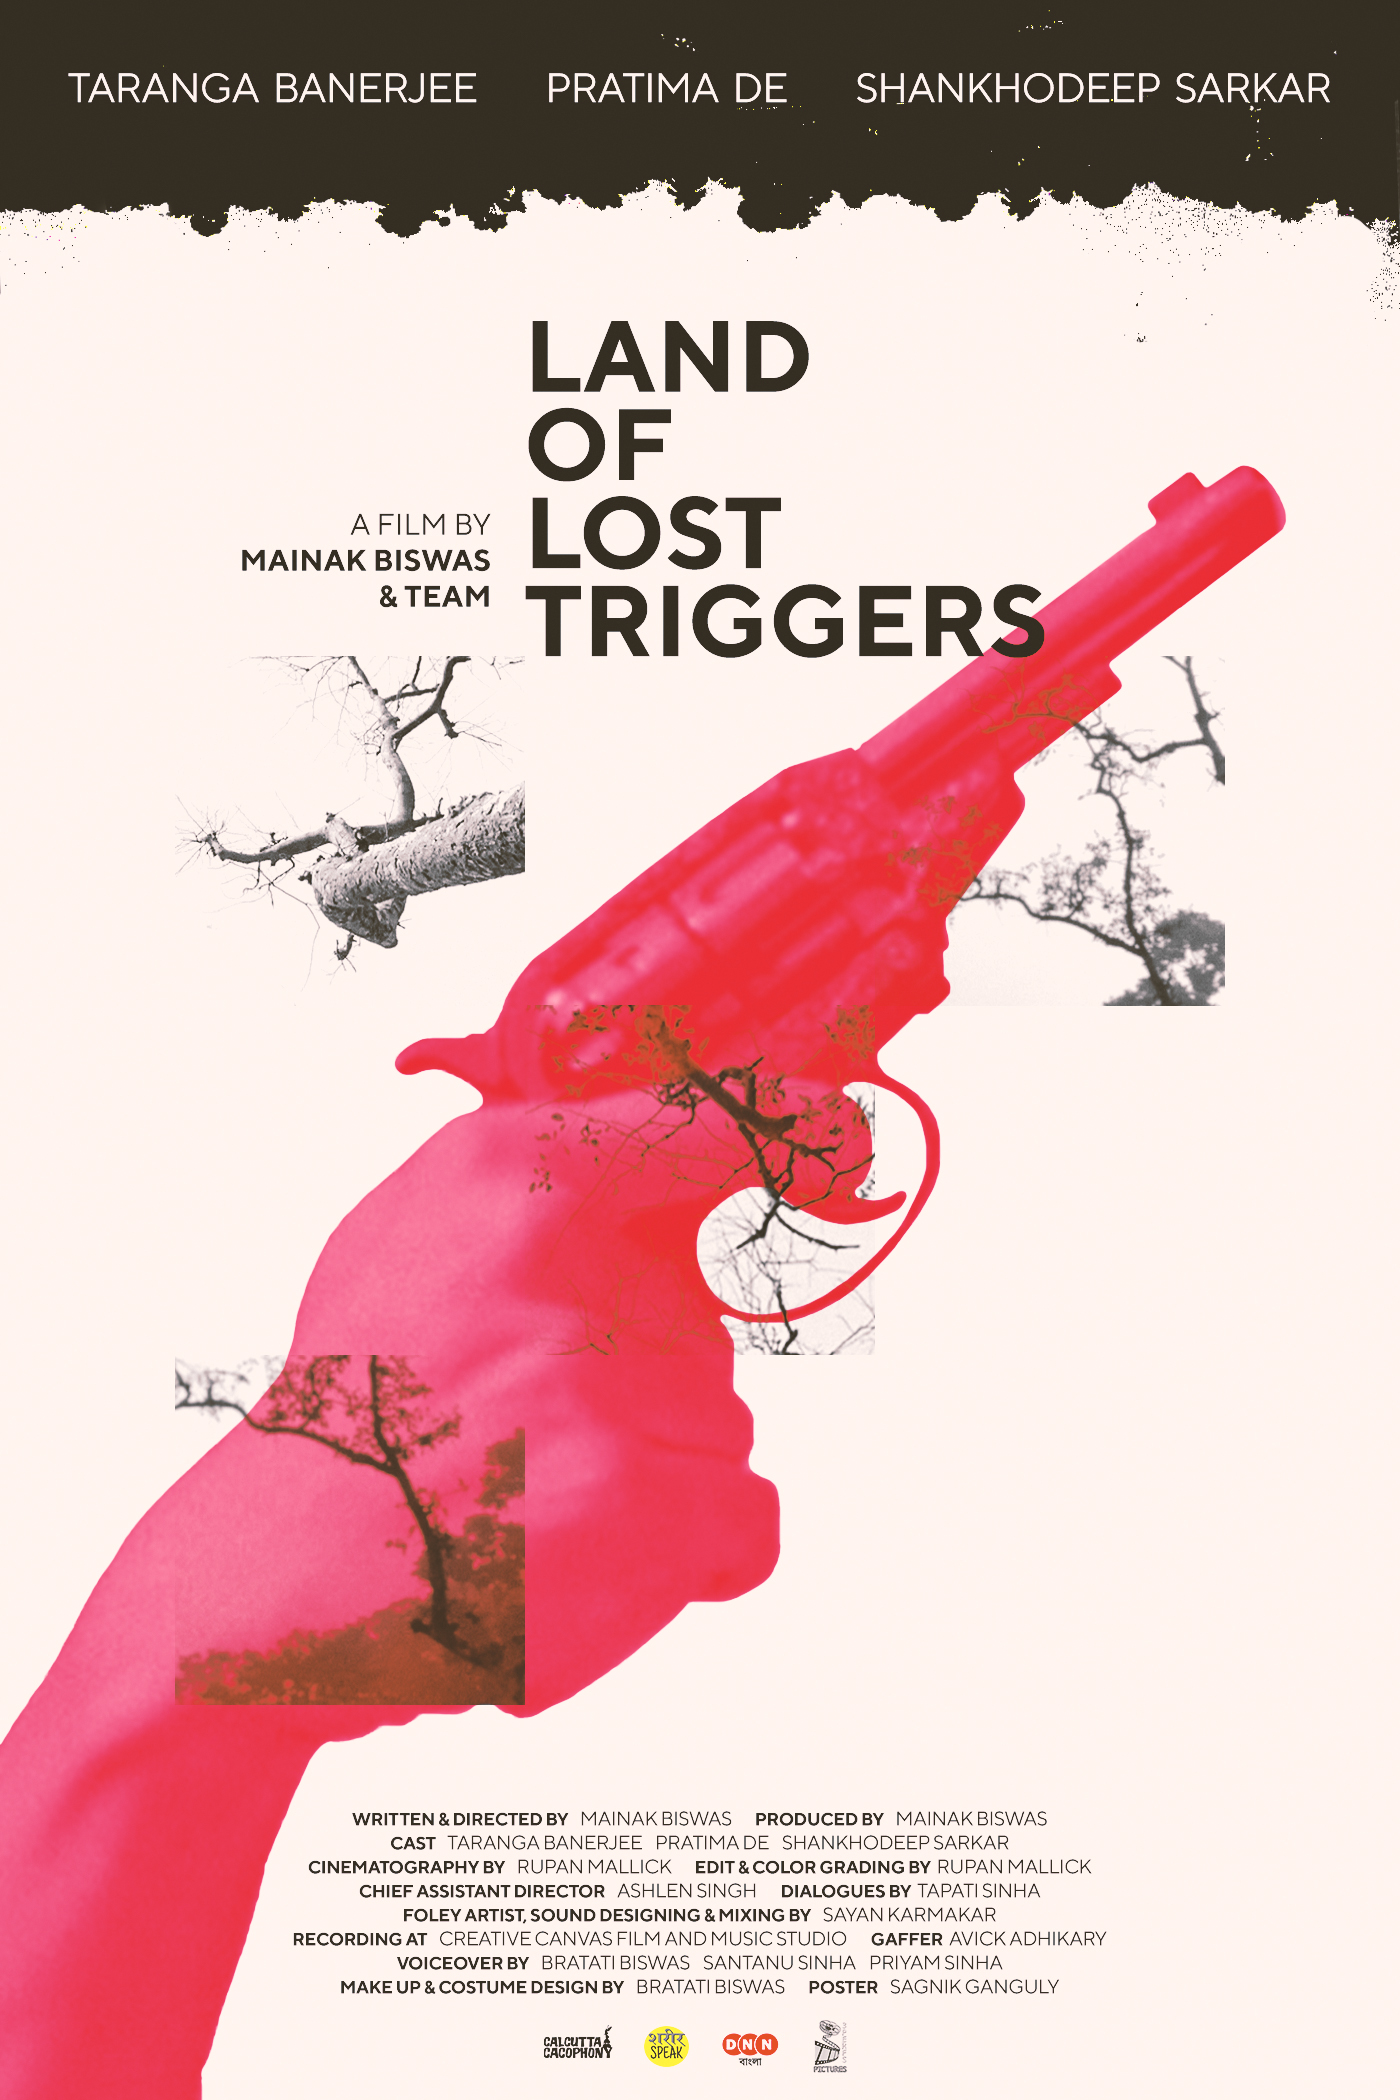 TARANGA BANERJEE PRATIMA DE SHANKHODEEP SARKAR
LAND
OF
LOST
TRIGGERS
A FILM BY
MAINAK BISWAS
& TEAM
WRITTEN & DIRECTED BY MAINAK BISWAS PRODUCED BY MAINAK BISWAS
CAST TARANGA BANERJEE PRATIMA DE SHANKHODEEP SARKAR
CINEMATOGRAPHY BY RUPAN MALLICK EDIT & COLOR GRADING BY RUPAN MALLICK
CHIEF ASSISTANT DIRECTOR ASHLEN SINGH DIALOGUES BY TAPATI SINHA
FOLEY ARTIST, SOUND DESIGNING & MIXING BY SAYAN KARMAKAR
RECORDING AT CREATIVE CANVAS FILM AND MUSIC STUDIO GAFFER AVICK ADHIKARY
VOICEOVER BY BRATATI BISWAS SANTANU SINHA PRIYAM SINHA
MAKE UP & COSTUME DESIGN BY BRATATI BISWAS POSTER SAGNIK GANGULY
CALCUTTA
CACOPHONY
शरीर
SPEAK
DNN
বাংলা
PICTURES